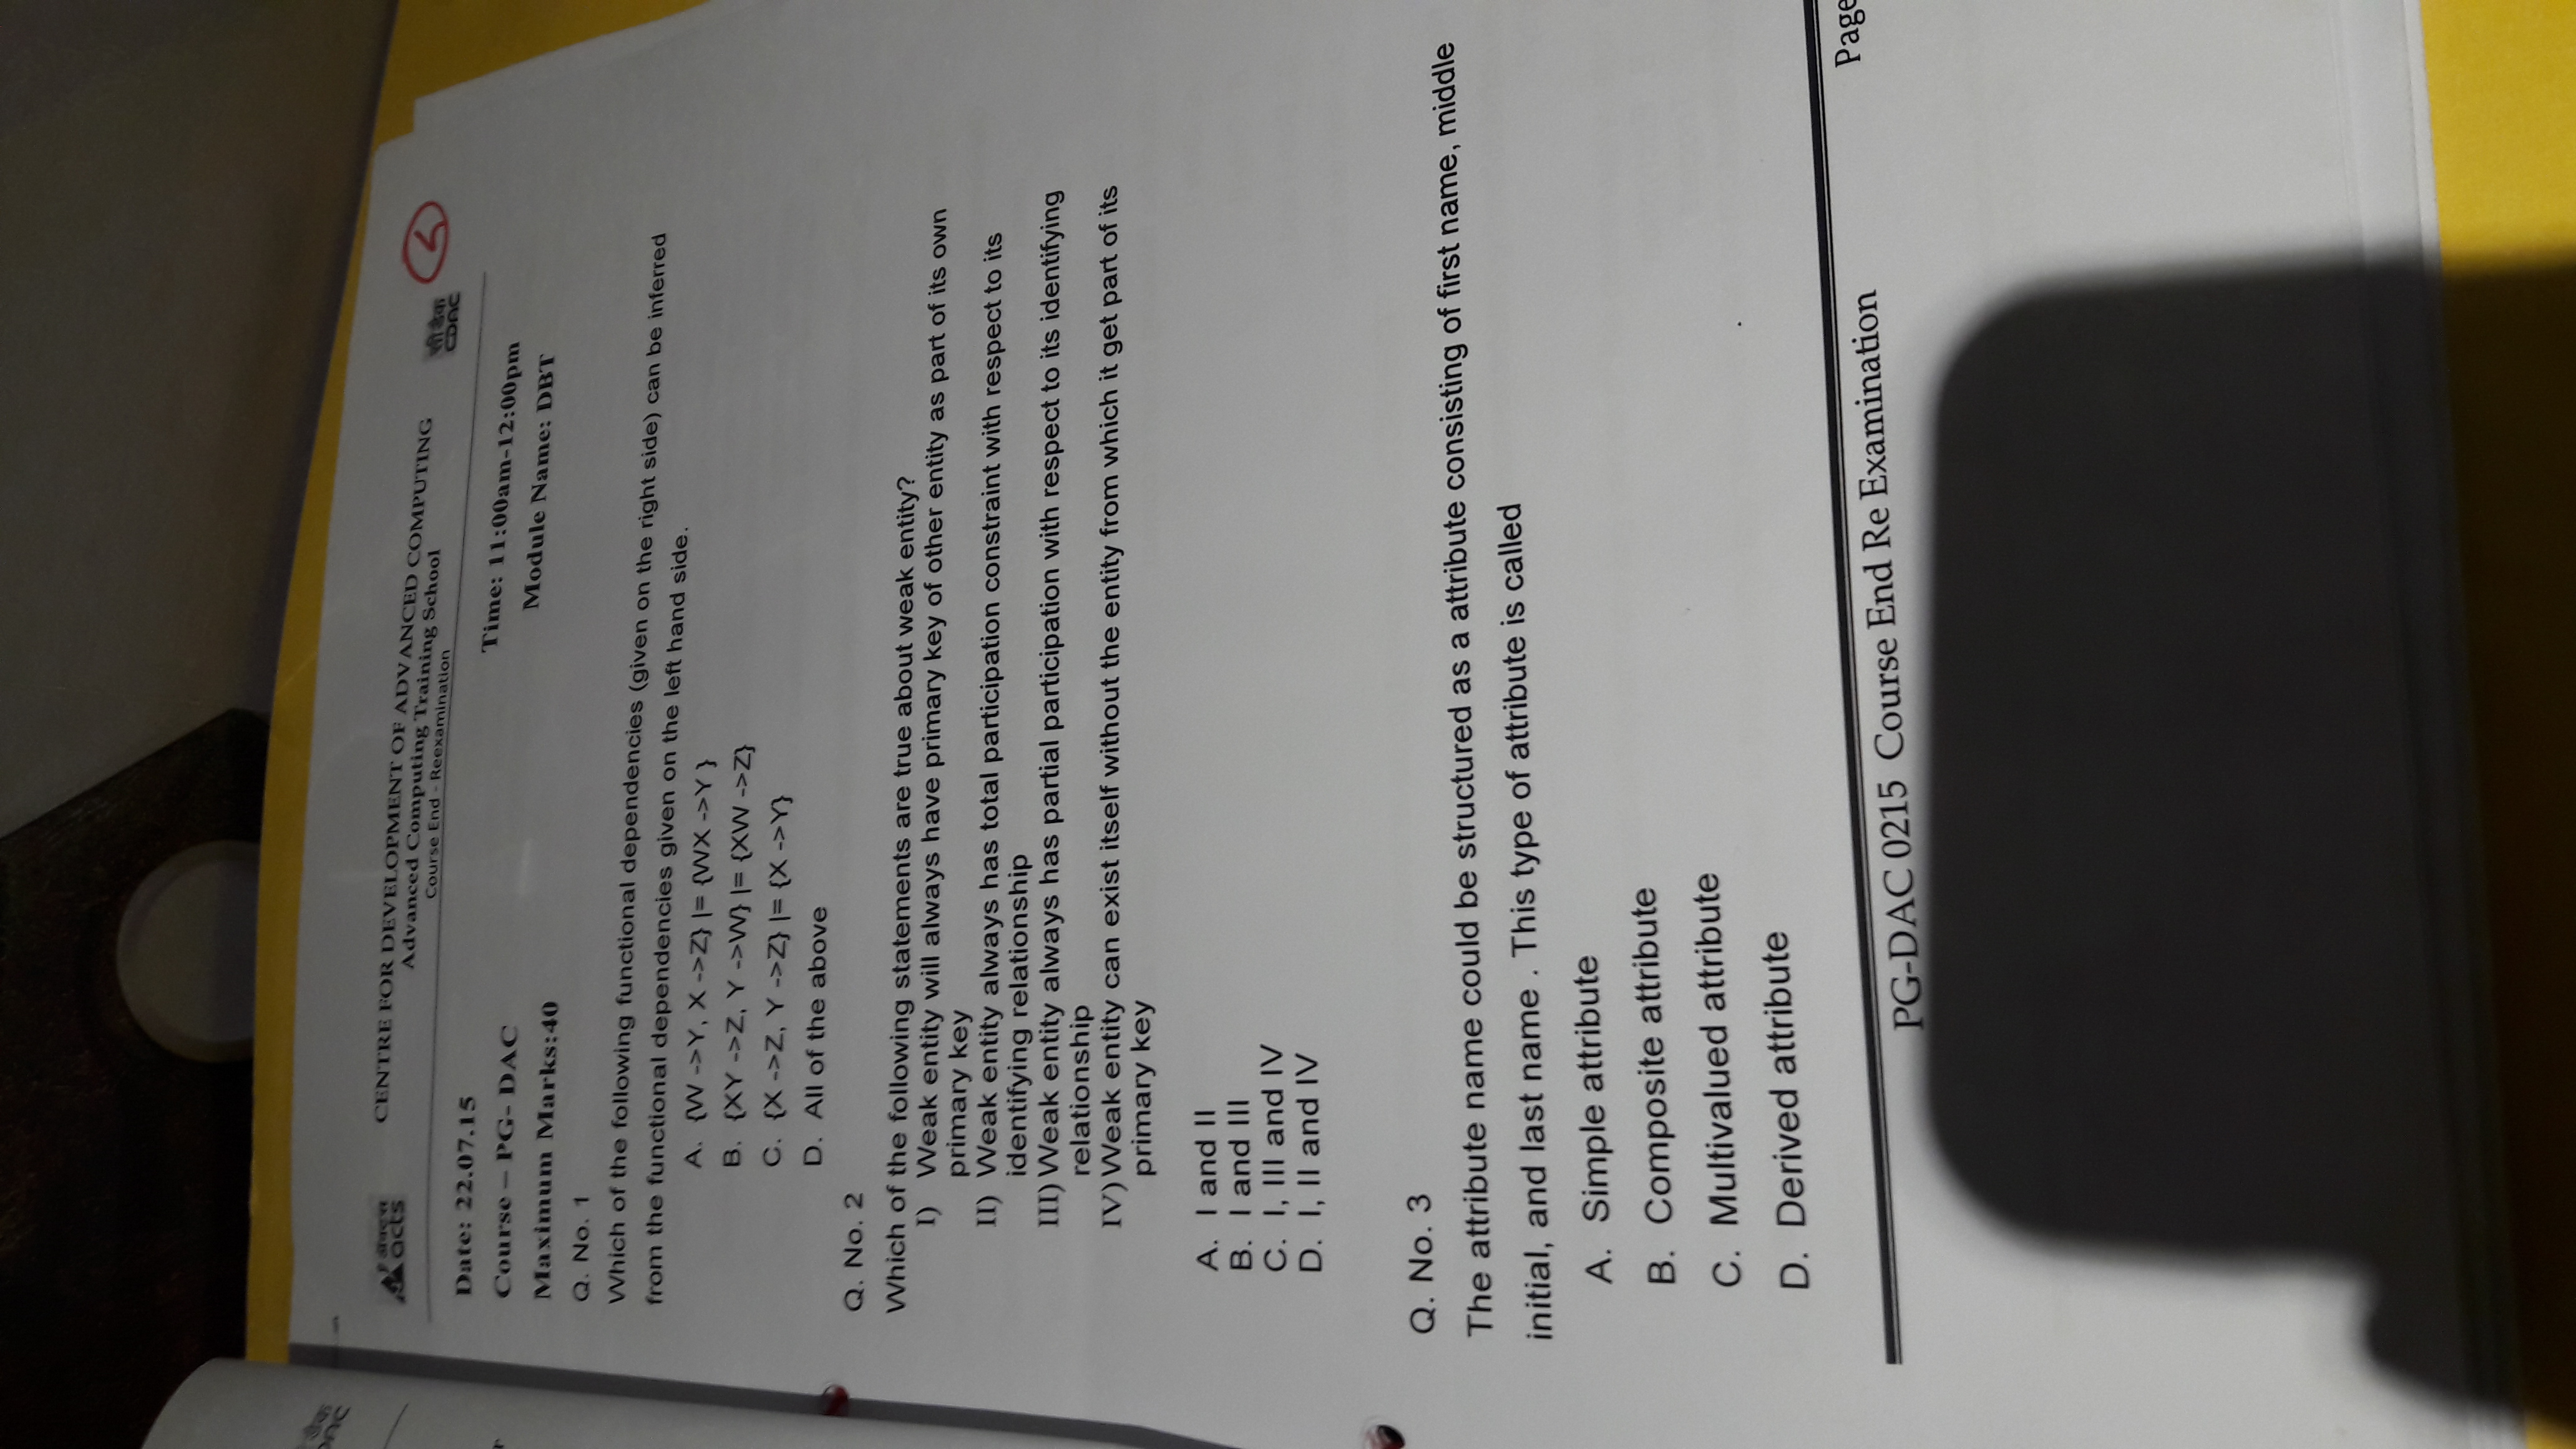 डैक
ऍक्ट्स
acts
CENTRE FOR DEVELOPMENT OF ADVANCED COMPUTING
Advanced Computing Training School
Course End - Reexamination
सी डैक
CDAC
5
Date: 22.07.15
Time: 11:00am-12:00pm
Course – PG- DAC
Module Name: DBT
Maximum Marks:40
Q. No. 1
Which of the following functional dependencies (given on the right side) can be inferred
from the functional dependencies given on the left hand side.
A. {W ->Y, X ->Z} |= {WX ->Y }
B. {XY ->Z, Y ->W} |= {XW ->Z}
C. {X ->Z, Y ->Z} |= {X ->Y}
D. All of the above
Q. No. 2
Which of the following statements are true about weak entity?
I) Weak entity will always have primary key of other entity as part of its own
primary key
II) Weak entity always has total participation constraint with respect to its
identifying relationship
III) Weak entity always has partial participation with respect to its identifying
relationship
IV) Weak entity can exist itself without the entity from which it get part of its
primary key
A. I and II
B. I and III
C. I, III and IV
D. I, II and IV
Q. No. 3
The attribute name could be structured as a attribute consisting of first name, middle
initial, and last name . This type of attribute is called
A. Simple attribute
B. Composite attribute
C. Multivalued attribute
D. Derived attribute
PG-DAC 0215 Course End Re Examination
Page